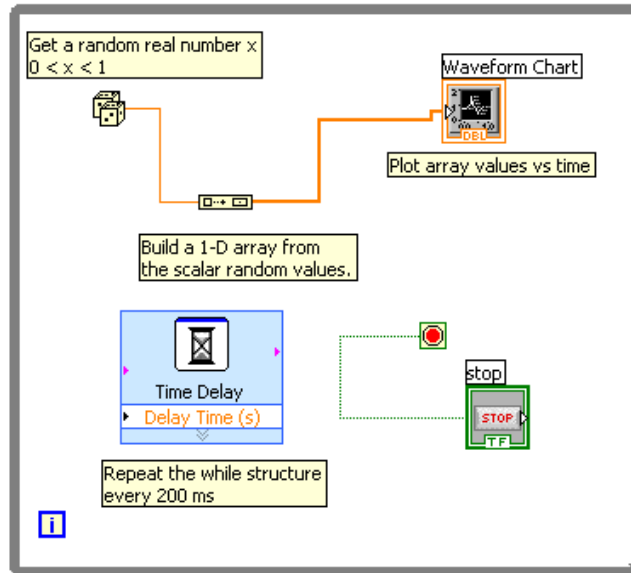 Get a random real number x
0 < x < 1
Waveform Chart
DBL
Plot array values vs time
Build a 1-D array from
the scalar random values.
Time Delay
Delay Time (s)
stop
STOP
TF
Repeat the while structure
every 200 ms
i